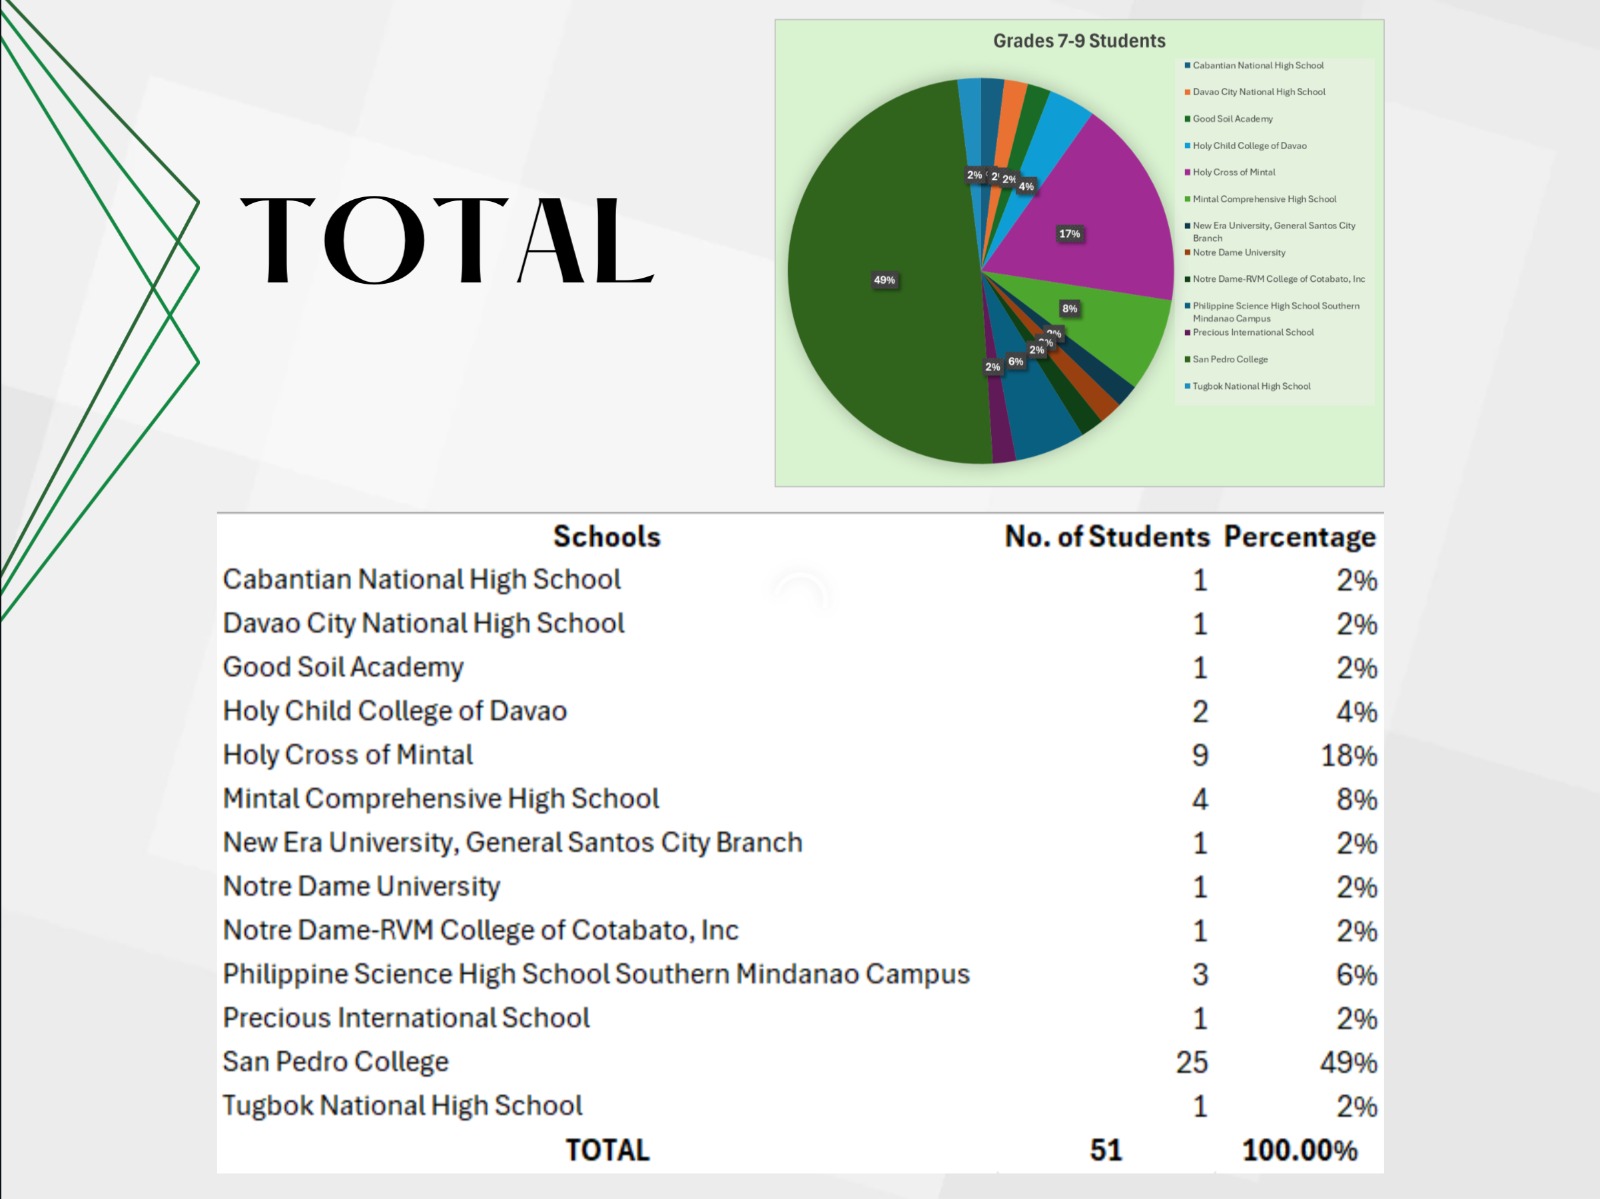 TOTAL
Grades 7-9 Students
Cabantian National High School
Davao City National High School
Good Soil Academy
Holy Child College of Davao
Holy Cross of Mintal
Mintal Comprehensive High School
New Era University, General Santos City
Branch
Notre Dame University
Notre Dame-RVM College of Cotabato, Inc
Philippine Science High School Southern
Mindanao Campus
Precious International School
San Pedro College
Tugbok National High School
2% 2% 4%
17%
49%
8%
2%
6%
2%
Schools No. of Students Percentage
Cabantian National High School 1 2%
Davao City National High School 1 2%
Good Soil Academy 1 2%
Holy Child College of Davao 2 4%
Holy Cross of Mintal 9 18%
Mintal Comprehensive High School 4 8%
New Era University, General Santos City Branch 1 2%
Notre Dame University 1 2%
Notre Dame-RVM College of Cotabato, Inc 1 2%
Philippine Science High School Southern Mindanao Campus 3 6%
Precious International School 1 2%
San Pedro College 25 49%
Tugbok National High School 1 2%
TOTAL 51 100.00%